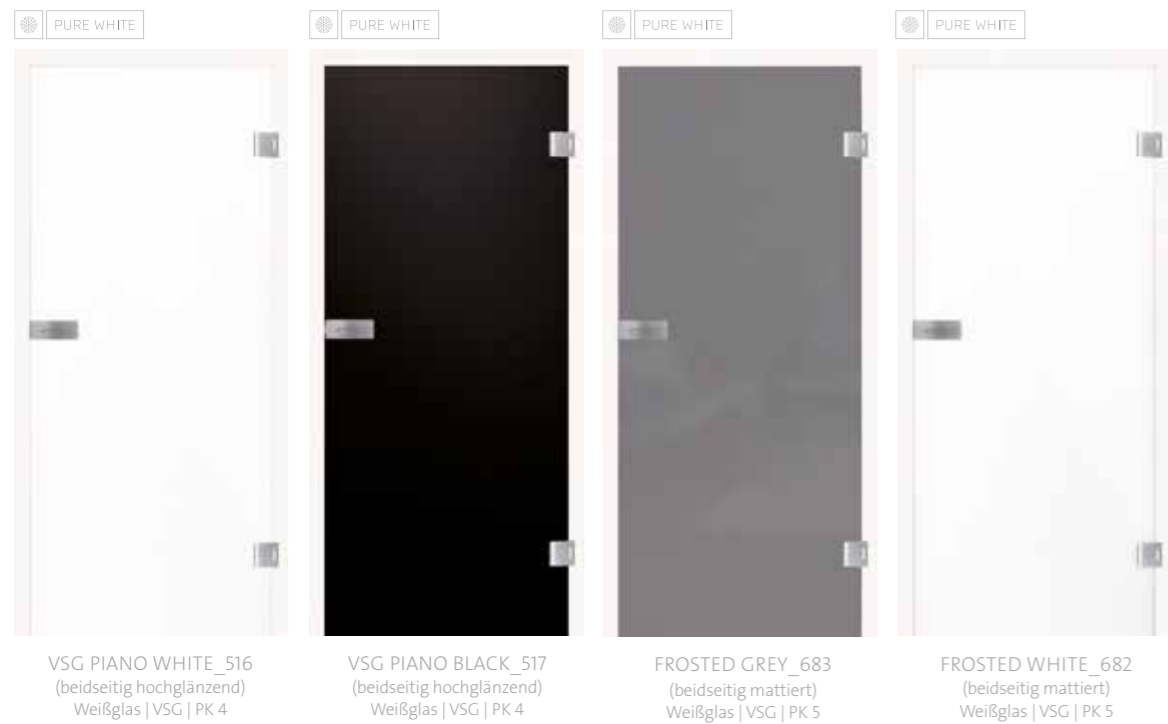 PURE WHITE
PURE WHITE
PURE WHITE
PURE WHITE
VSG PIANO WHITE_516
(beidseitig hochglänzend)
Weißglas | VSG | PK 4
VSG PIANO BLACK_517
(beidseitig hochglänzend)
Weißglas | VSG | PK 4
FROSTED GREY_683
(beidseitig mattiert)
Weißglas | VSG | PK 5
FROSTED WHITE_682
(beidseitig mattiert)
Weißglas | VSG | PK 5